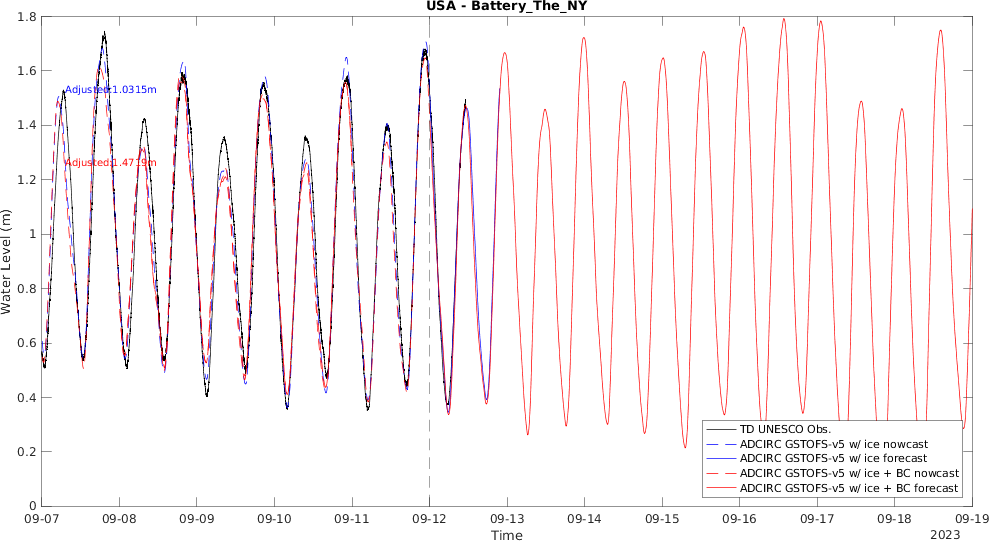 USA - Battery_The_NY
1.8
1.6
1.4
1.2
1
0.8
0.6
0.4
0.2
0
Water Level (m)
Adjusted:1.0315m
Adjusted:1.4719m
TD UNESCO Obs.
ADCIRC GSTOFS-v5 w/ ice nowcast
ADCIRC GSTOFS-v5 w/ ice forecast
ADCIRC GSTOFS-v5 w/ ice + BC nowcast
ADCIRC GSTOFS-v5 w/ ice + BC forecast
09-07 09-08 09-09 09-10 09-11 09-12 09-13 09-14 09-15 09-16 09-17 09-18 09-19
Time
2023